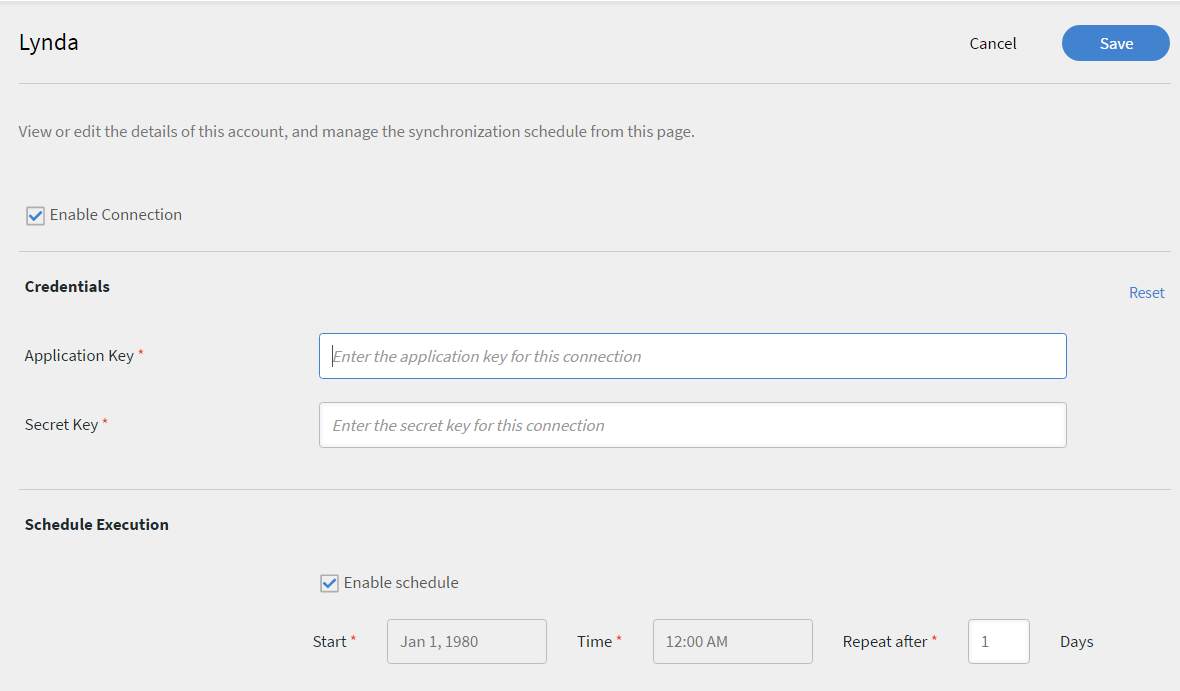 Lynda
Cancel
Save
View or edit the details of this account, and manage the synchronization schedule from this page.
Enable Connection
Credentials
Reset
Application Key *
Enter the application key for this connection
Secret Key *
Enter the secret key for this connection
Schedule Execution
Enable schedule
Start * Jan 1, 1980 Time * 12:00 AM Repeat after * 1 Days